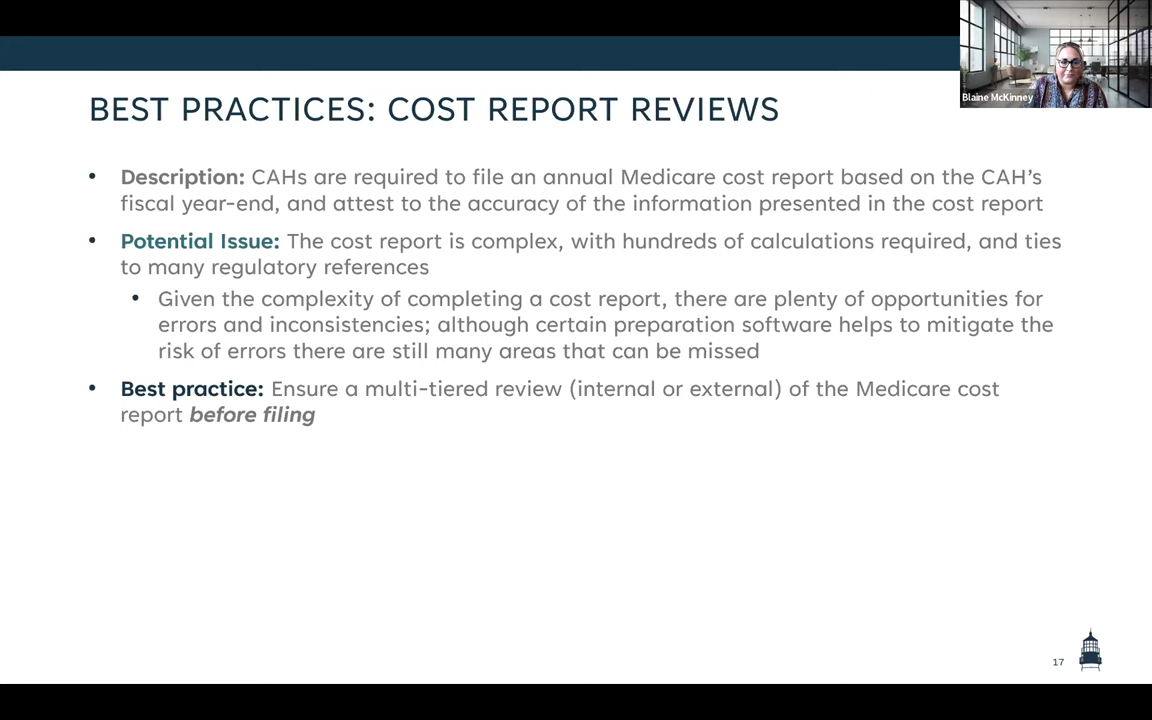 Blaine McKinney
BEST PRACTICES: COST REPORT REVIEWS
• Description: CAHs are required to file an annual Medicare cost report based on the CAH’s
fiscal year-end, and attest to the accuracy of the information presented in the cost report
• Potential Issue: The cost report is complex, with hundreds of calculations required, and ties
to many regulatory references
• Given the complexity of completing a cost report, there are plenty of opportunities for
errors and inconsistencies; although certain preparation software helps to mitigate the
risk of errors there are still many areas that can be missed
• Best practice: Ensure a multi-tiered review (internal or external) of the Medicare cost
report before filing
17